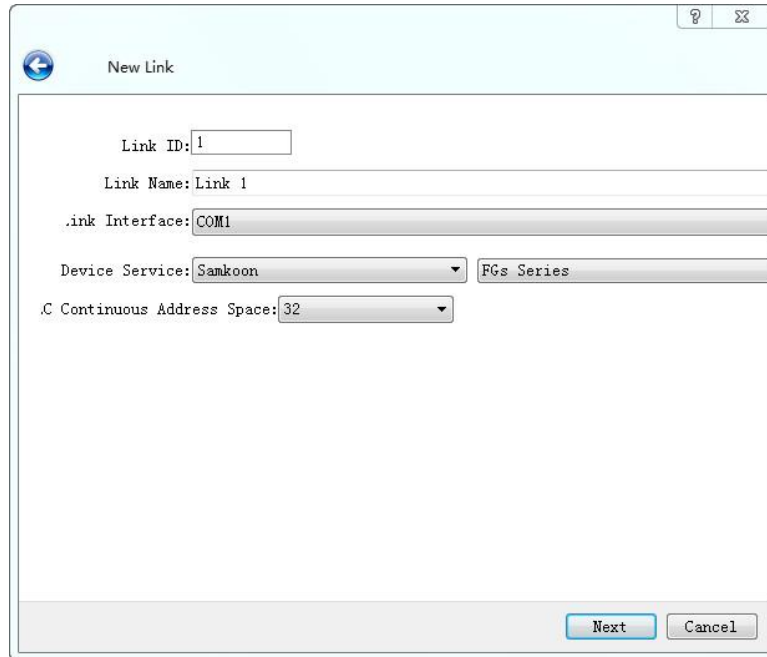 New Link
Link ID: 1
Link Name: Link 1
.ink Interface: COM1
Device Service: Samkoon FGs Series
.C Continuous Address Space: 32
Next Cancel